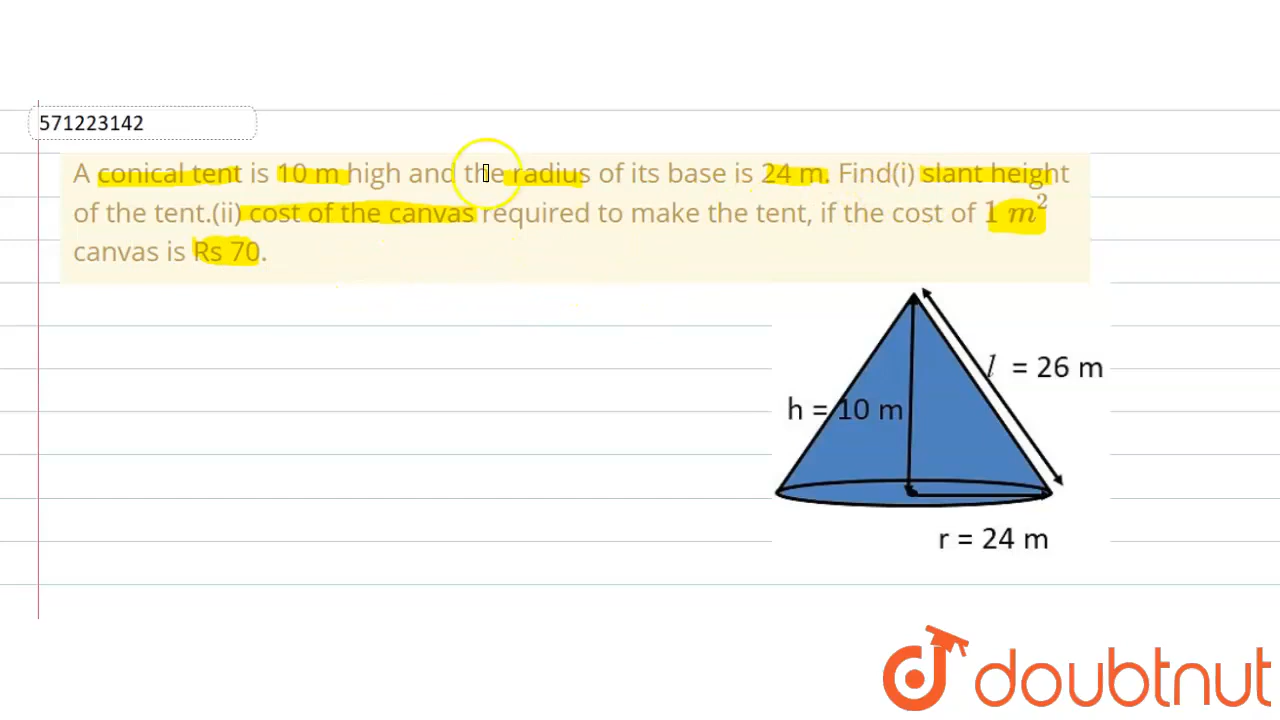 571223142
A conical tent is 10 m high and the radius of its base is 24 m. Find(i) slant height
of the tent.(ii) cost of the canvas required to make the tent, if the cost of 1 m²
canvas is Rs 70.
l = 26 m
h = 10 m
r = 24 m
doubtnut